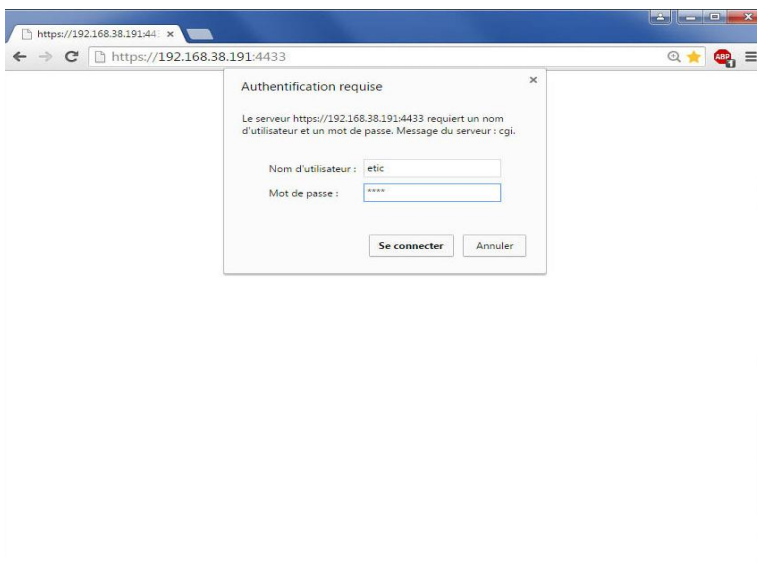 https://192.168.38.191:44
https://192.168.38.191:4433
ABP
1
Authentification requise
Le serveur https://192.168.38.191:4433 requiert un nom
d'utilisateur et un mot de passe. Message du serveur : cgi.
Nom d'utilisateur : etic
Mot de passe : ****
Se connecter Annuler